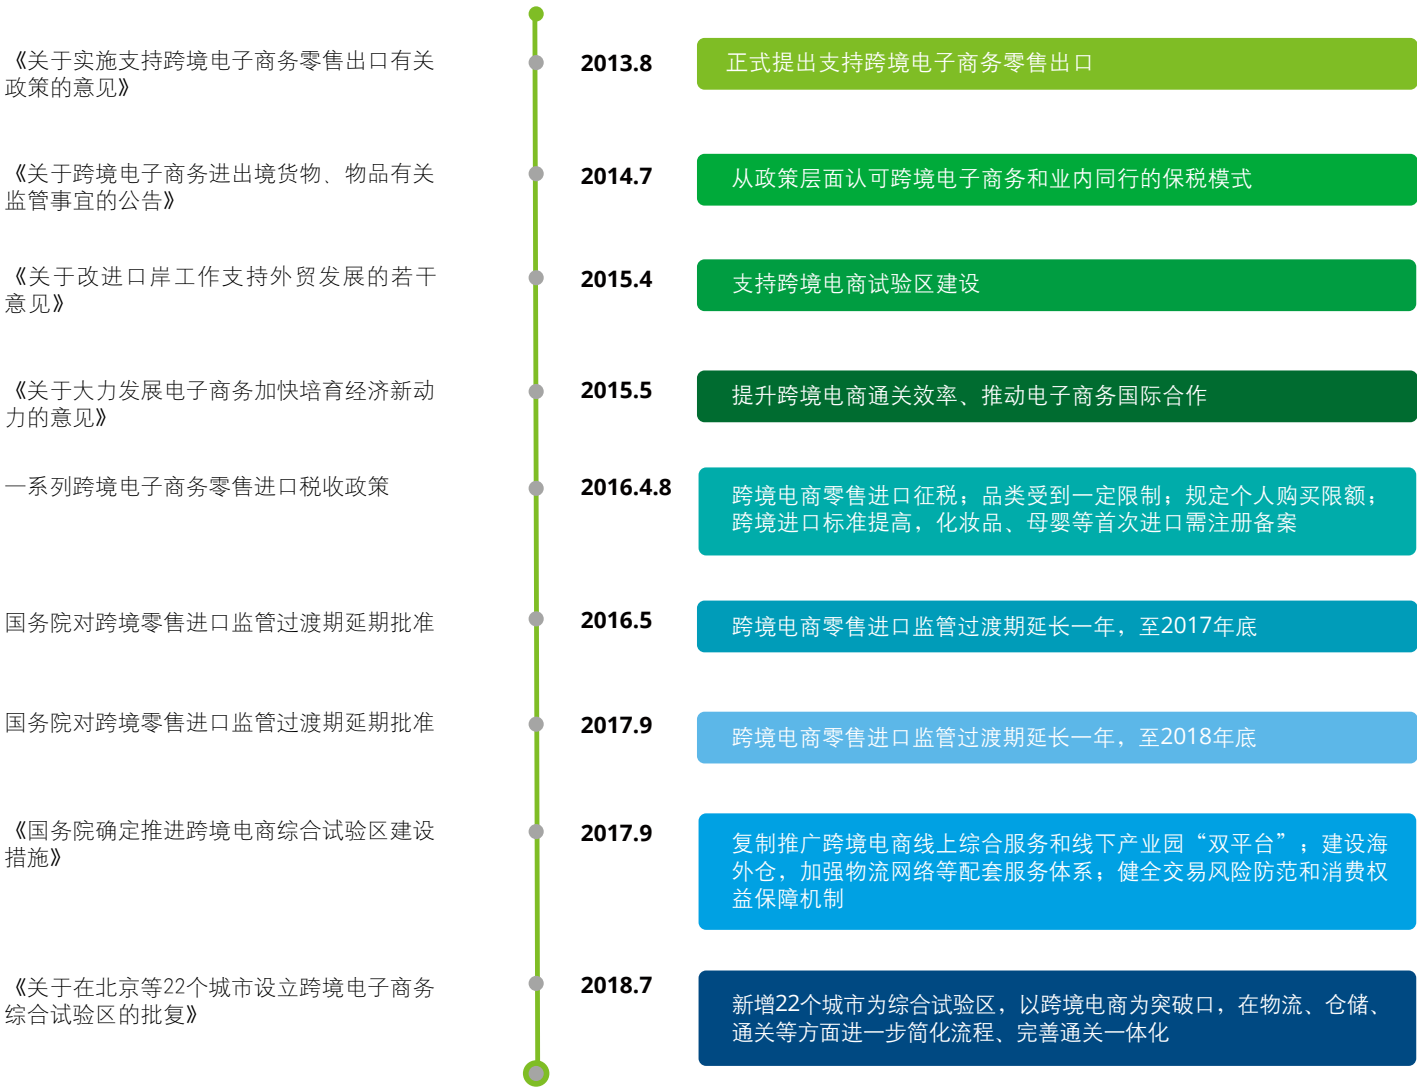 《关于实施支持跨境电子商务零售出口有关
政策的意见》
2013.8
正式提出支持跨境电子商务零售出口
《关于跨境电子商务进出境货物、物品有关
监管事宜的公告》
2014.7
从政策层面认可跨境电子商务和业内同行的保税模式
《关于改进口岸工作支持外贸发展的若干
意见》
2015.4
支持跨境电商试验区建设
《关于大力发展电子商务加快培育经济新动
力的意见》
2015.5
提升跨境电商通关效率、推动电子商务国际合作
一系列跨境电子商务零售进口税收政策
2016.4.8
跨境电商零售进口征税；品类受到一定限制；规定个人购买限额；
跨境进口标准提高，化妆品、母婴等首次进口需注册备案
国务院对跨境零售进口监管过渡期延期批准
2016.5
跨境电商零售进口监管过渡期延长一年，至2017年底
国务院对跨境零售进口监管过渡期延期批准
2017.9
跨境电商零售进口监管过渡期延长一年，至2018年底
《国务院确定推进跨境电商综合试验区建设
措施》
2017.9
复制推广跨境电商线上综合服务和线下产业园“双平台”；建设海
外仓，加强物流网络等配套服务体系；健全交易风险防范和消费权
益保障机制
《关于在北京等22个城市设立跨境电子商务
综合试验区的批复》
2018.7
新增22个城市为综合试验区，以跨境电商为突破口，在物流、仓储、
通关等方面进一步简化流程、完善通关一体化